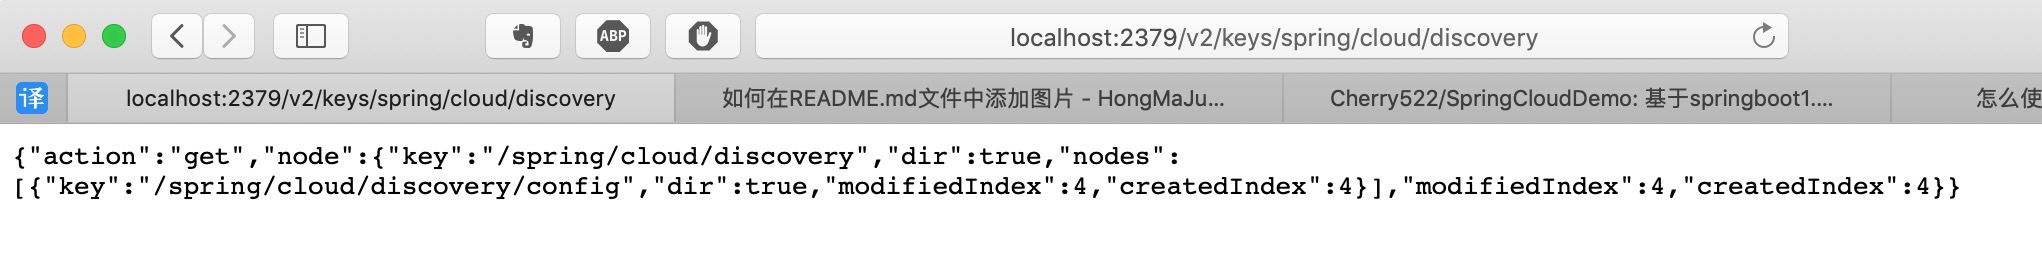 ABP
localhost:2379/v2/keys/spring/cloud/discovery
译
localhost:2379/v2/keys/spring/cloud/discovery
如何在README.md文件中添加图片 - HongMaJu...
Cherry522/SpringCloudDemo: 基于springboot1....
怎么使
{"action":"get","node":{"key":"/spring/cloud/discovery","dir":true,"nodes":
[{"key":"/spring/cloud/discovery/config","dir":true,"modifiedIndex":4,"createdIndex":4}],"modifiedIndex":4,"createdIndex":4}}